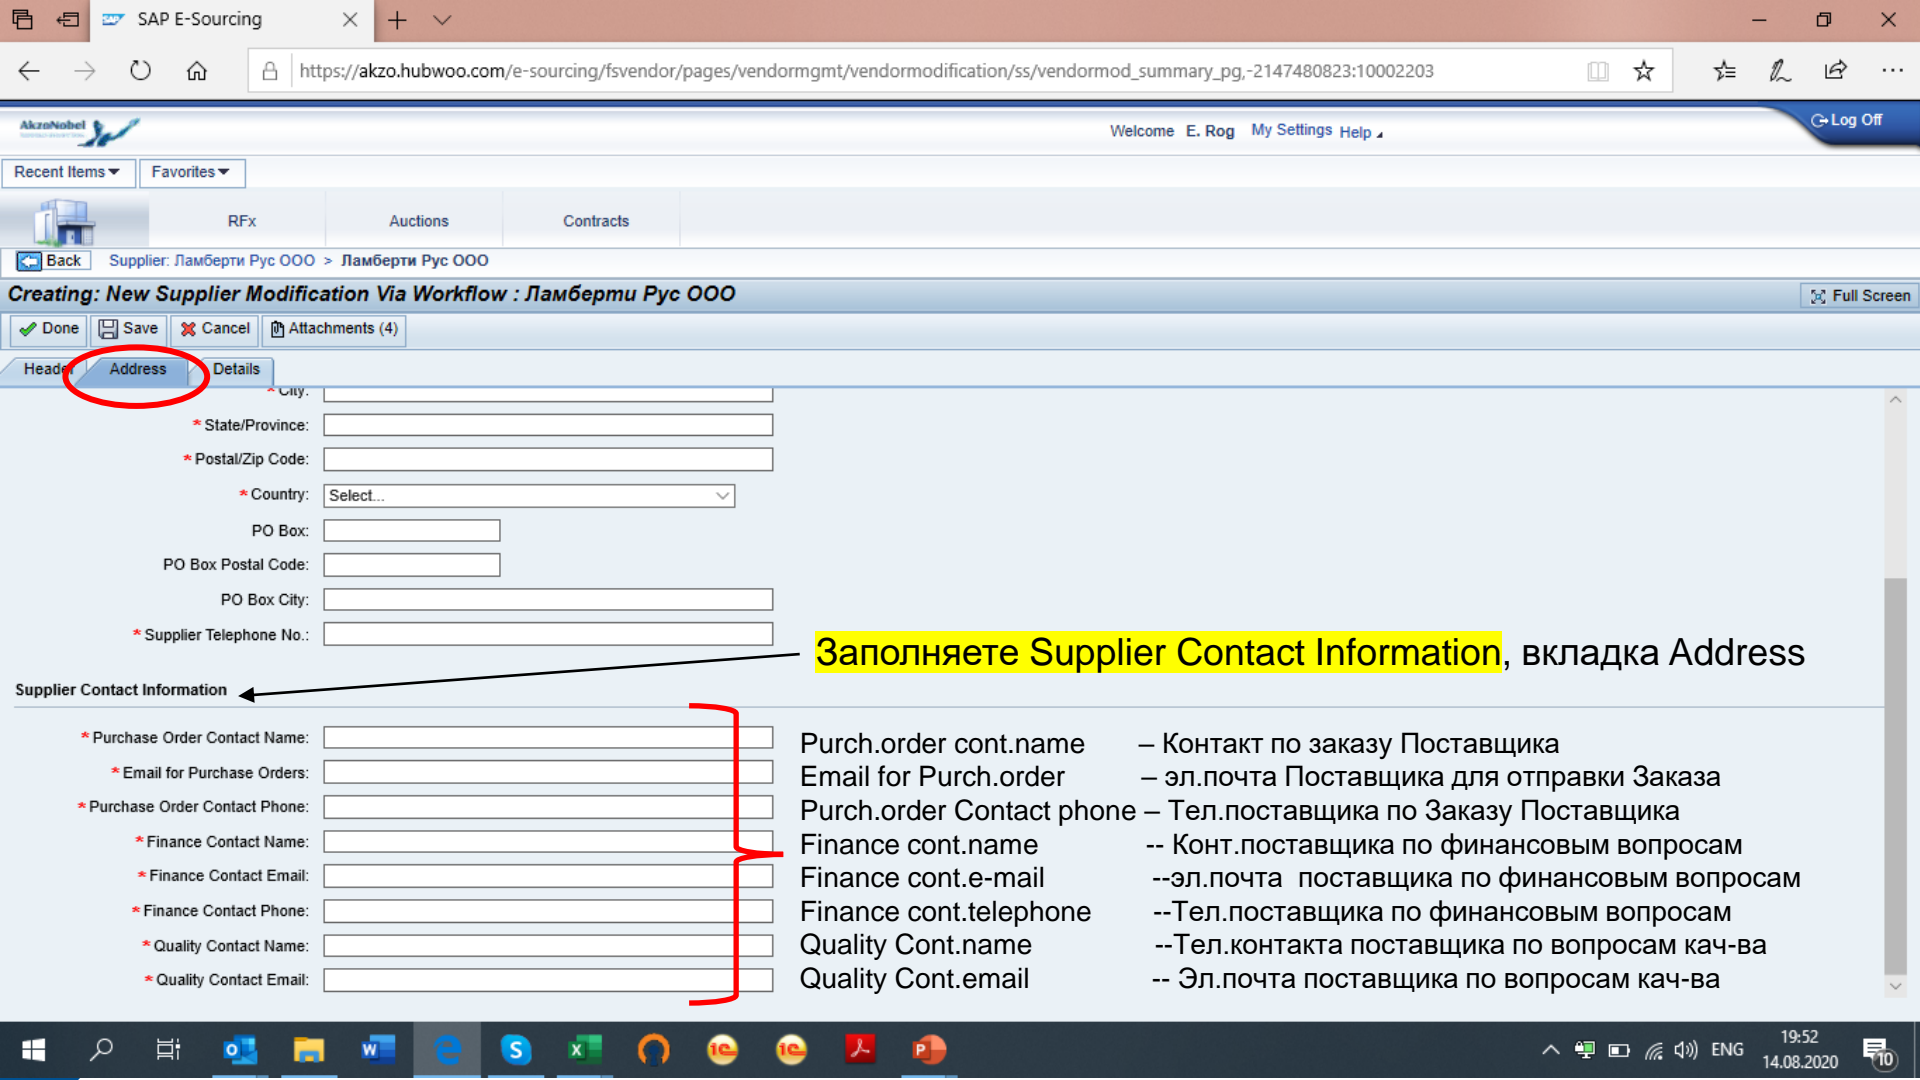 SAP E-Sourcing
https://akzo.hubwoo.com/e-sourcing/fsvendor/pages/vendormgmt/vendormodification/ss/vendormod_summary_pg,-2147480823:10002203
AkzoNobel
Welcome E. Rog My Settings Help
Log Off
Recent Items Favorites
RFx Auctions Contracts
Back Supplier: Ламберти Рус ООО > Ламберти Рус ООО
Creating: New Supplier Modification Via Workflow : Ламберти Рус ООО
Full Screen
Done Save Cancel Attachments (4)
Header Address Details
* City:
* State/Province:
* Postal/Zip Code:
* Country: Select...
PO Box:
PO Box Postal Code:
PO Box City:
* Supplier Telephone No.:
Заполняете Supplier Contact Information, вкладка Address
Supplier Contact Information
* Purchase Order Contact Name:
* Email for Purchase Orders:
* Purchase Order Contact Phone:
* Finance Contact Name:
* Finance Contact Email:
* Finance Contact Phone:
* Quality Contact Name:
* Quality Contact Email:
Purch.order cont.name – Контакт по заказу Поставщика
Email for Purch.order – эл.почта Поставщика для отправки Заказа
Purch.order Contact phone – Тел.поставщика по Заказу Поставщика
Finance cont.name -- Конт.поставщика по финансовым вопросам
Finance cont.e-mail --эл.почта поставщика по финансовым вопросам
Finance cont.telephone --Тел.поставщика по финансовым вопросам
Quality Cont.name --Тел.контакта поставщика по вопросам кач-ва
Quality Cont.email -- Эл.почта поставщика по вопросам кач-ва
ENG
19:52
14.08.2020
10